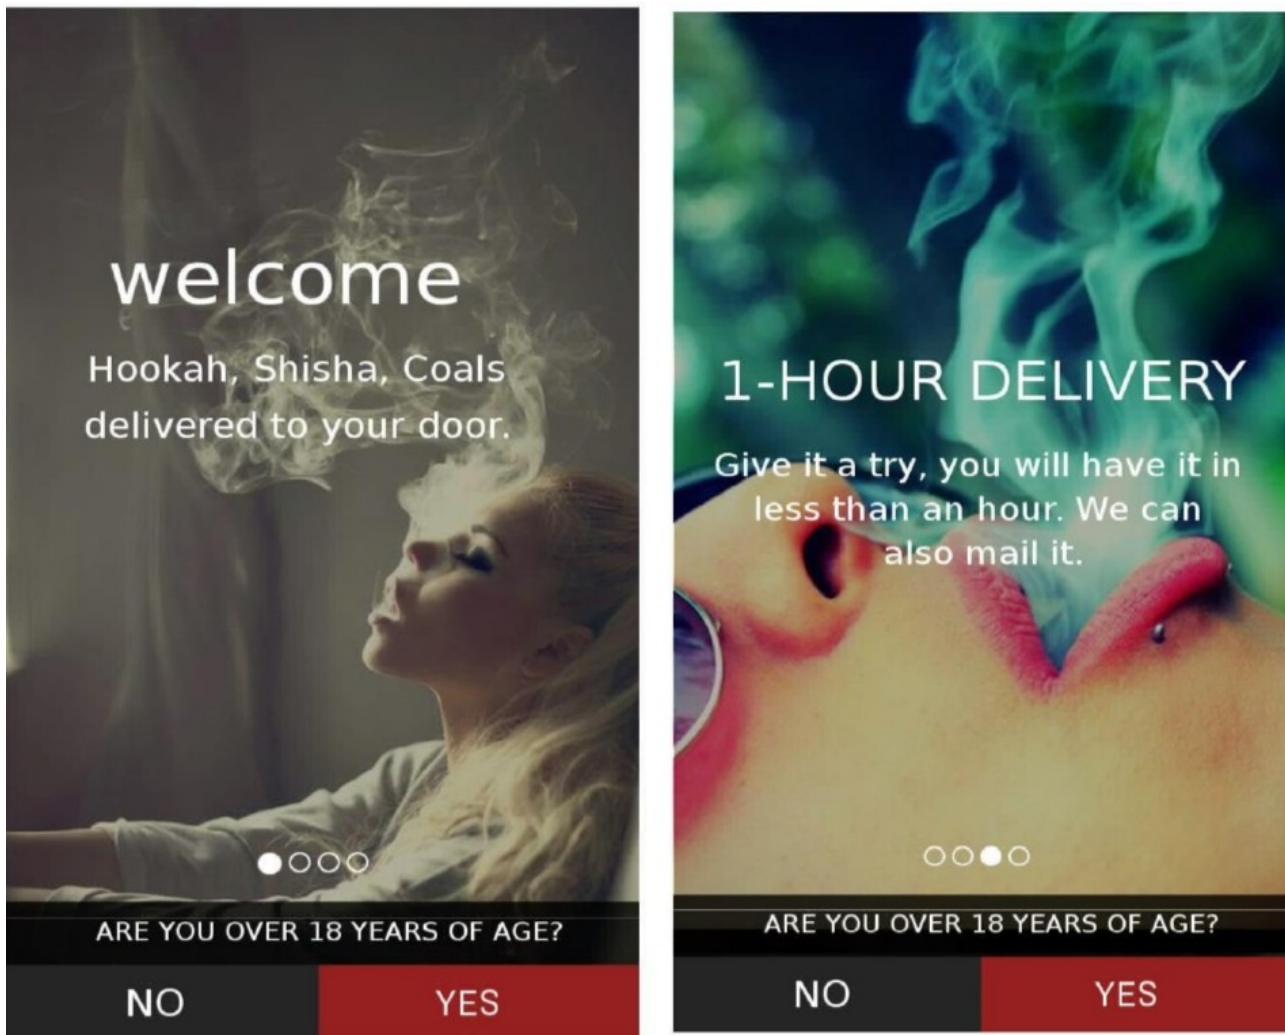 welcome
Hookah, Shisha, Coals
delivered to your door.
ARE YOU OVER 18 YEARS OF AGE?
NO
YES
1-HOUR DELIVERY
Give it a try, you will have it in
less than an hour. We can
also mail it.
ARE YOU OVER 18 YEARS OF AGE?
NO
YES